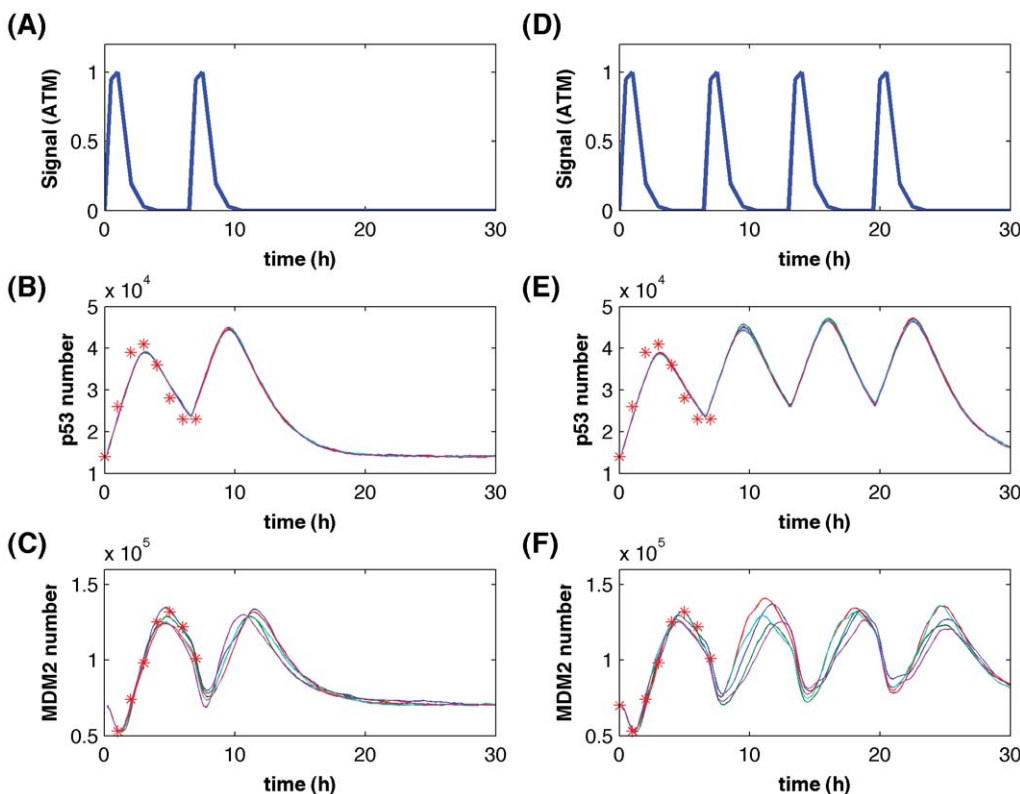 (A)
Signal (ATM)
1
0.5
0
0 10 20 30
time (h)
(B)
x 10^4
p53 number
5
4
3
2
1
0 10 20 30
time (h)
(C)
x 10^5
MDM2 number
1.5
1
0.5
0 10 20 30
time (h)
(D)
Signal (ATM)
1
0.5
0
0 10 20 30
time (h)
(E)
x 10^4
p53 number
5
4
3
2
1
0 10 20 30
time (h)
(F)
x 10^5
MDM2 number
1.5
1
0.5
0 10 20 30
time (h)